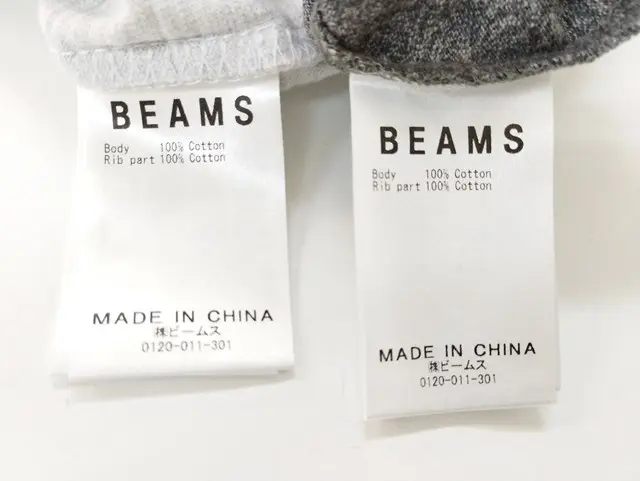 BEAMS
Body 100% Cotton
Rib part 100% Cotton
MADE IN CHINA
㈱ビームス
0120-011-301
BEAMS
Body 100% Cotton
Rib part 100% Cotton
MADE IN CHINA
㈱ビームス
0120-011-301